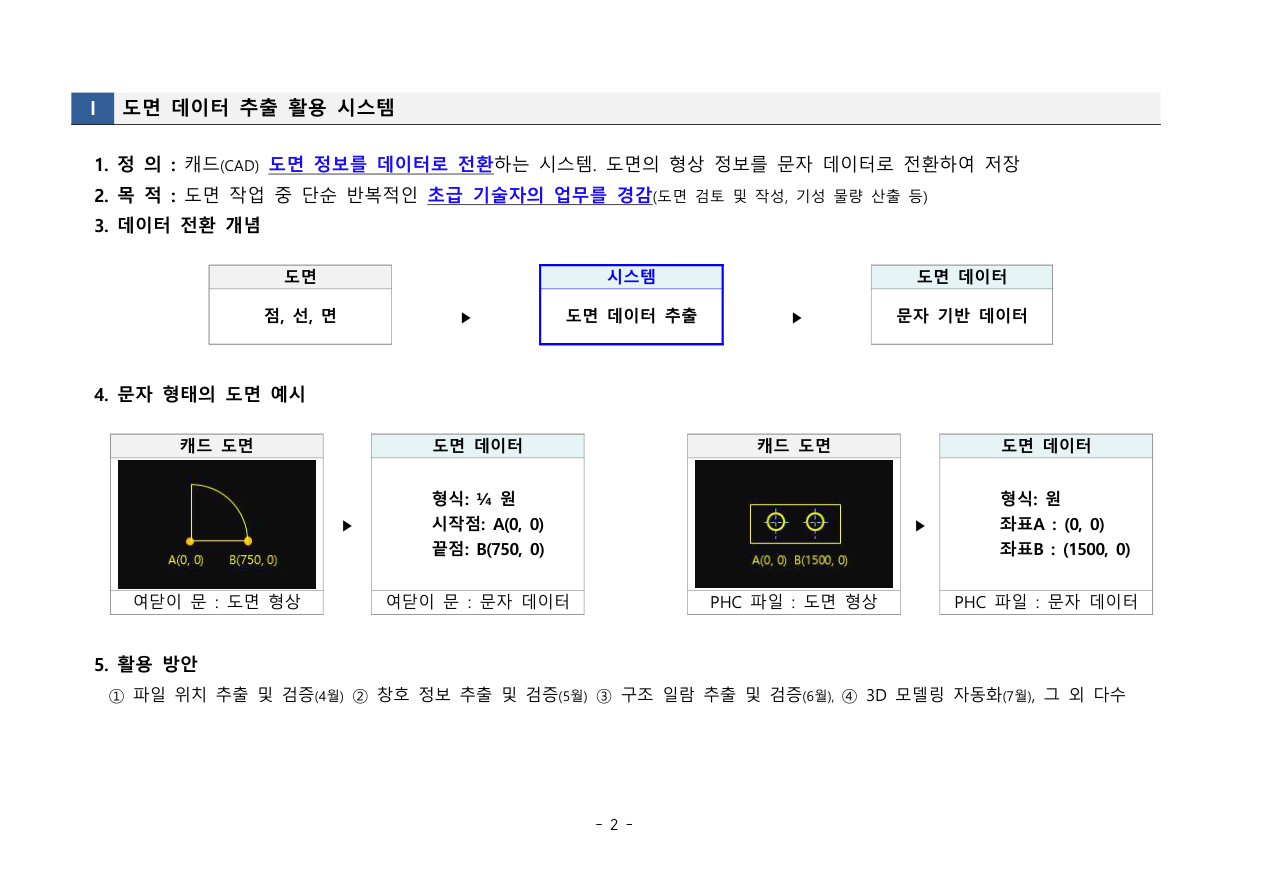 I 도면 데이터 추출 활용 시스템
1. 정 의 : 캐드(CAD) 도면 정보를 데이터로 전환하는 시스템. 도면의 형상 정보를 문자 데이터로 전환하여 저장
2. 목 적 : 도면 작업 중 단순 반복적인 초급 기술자의 업무를 경감(도면 검토 및 작성, 기성 물량 산출 등)
3. 데이터 전환 개념
도면
점, 선, 면
▶
시스템
도면 데이터 추출
▶
도면 데이터
문자 기반 데이터
4. 문자 형태의 도면 예시
캐드 도면
A(0, 0) B(750, 0)
여닫이 문 : 도면 형상
▶
도면 데이터
형식: ¼ 원
시작점: A(0, 0)
끝점: B(750, 0)
여닫이 문 : 문자 데이터
캐드 도면
A(0, 0) B(1500, 0)
PHC 파일 : 도면 형상
▶
도면 데이터
형식: 원
좌표A : (0, 0)
좌표B : (1500, 0)
PHC 파일 : 문자 데이터
5. 활용 방안
① 파일 위치 추출 및 검증(4월) ② 창호 정보 추출 및 검증(5월) ③ 구조 일람 추출 및 검증(6월), ④ 3D 모델링 자동화(7월), 그 외 다수
- 2 -